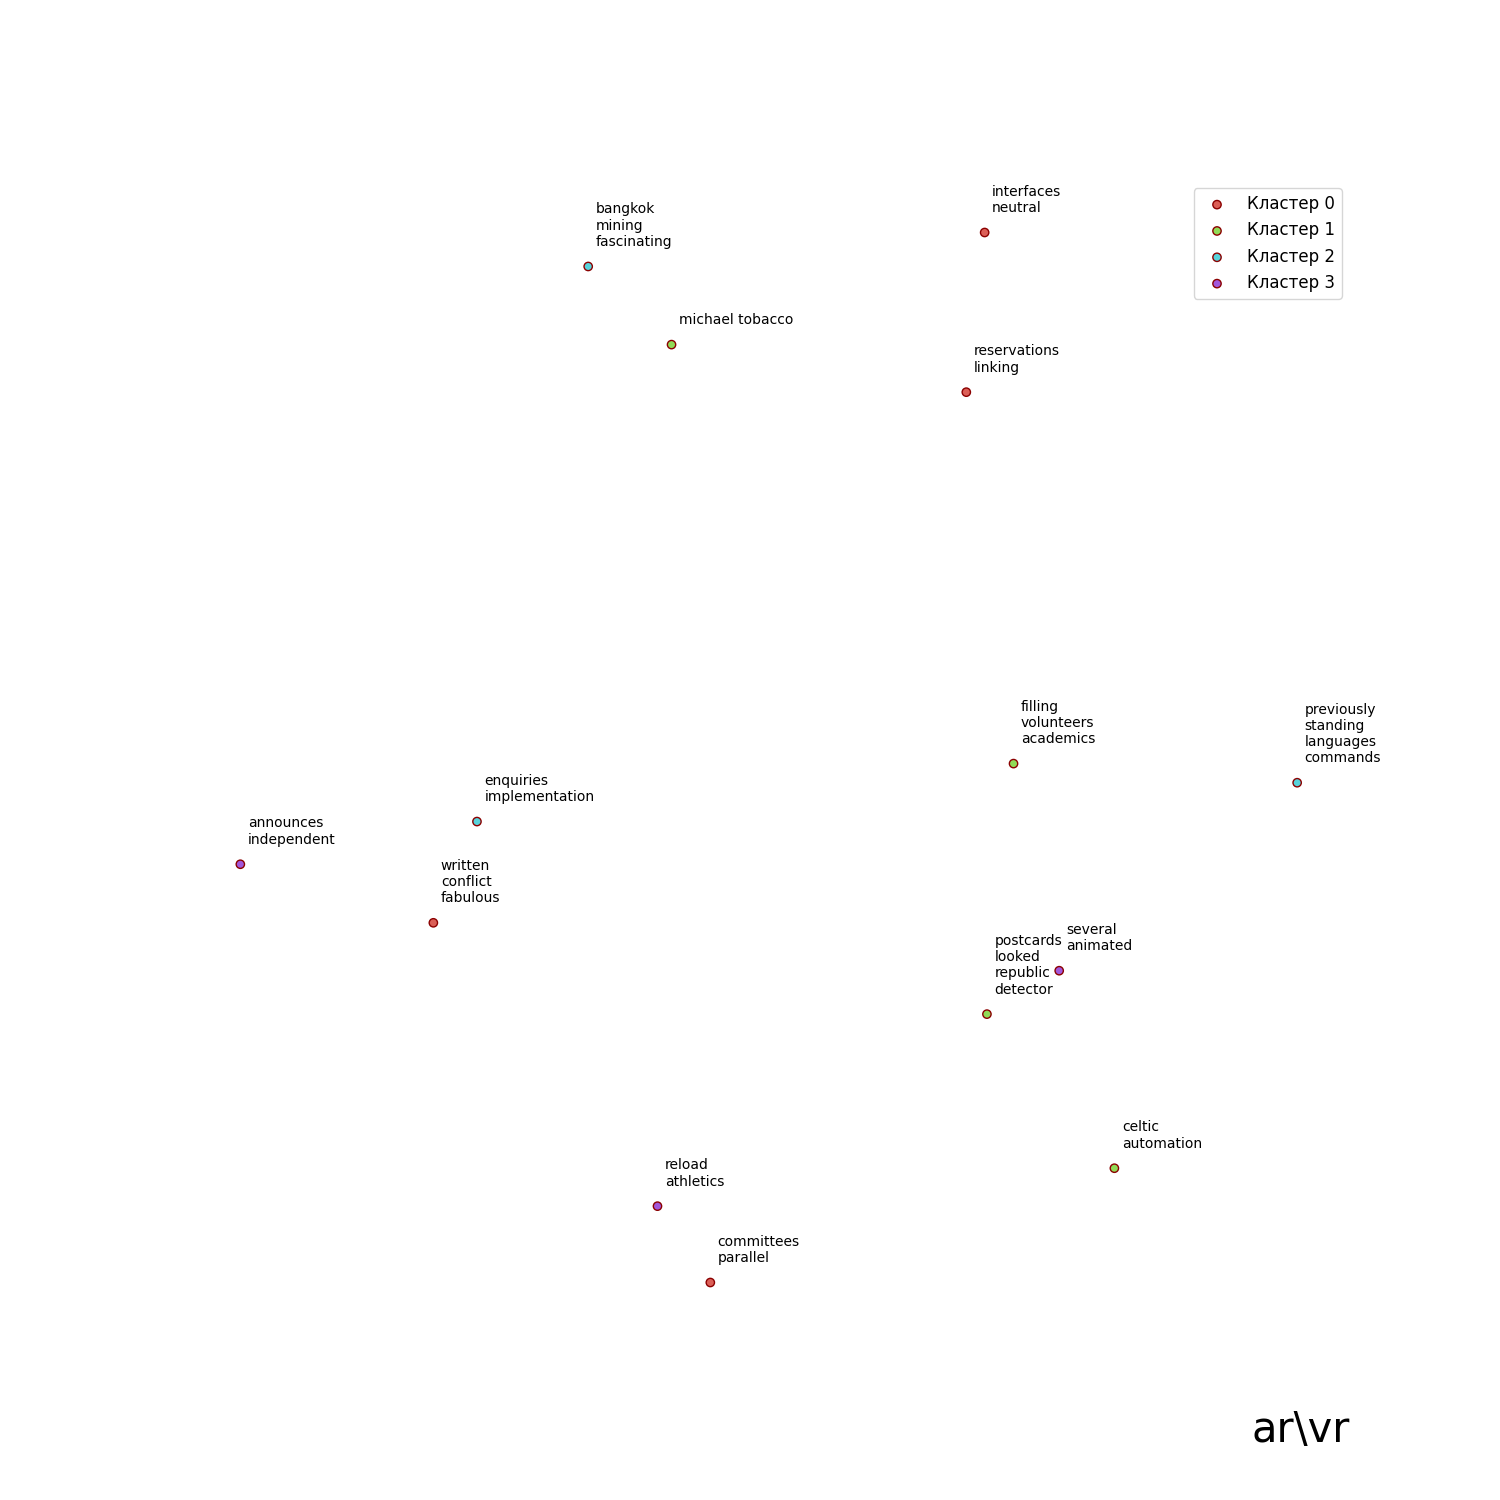 interfaces
neutral
bangkok
mining
fascinating
Кластер 0
Кластер 1
Кластер 2
Кластер 3
michael tobacco
reservations
linking
filling
volunteers
academics
previously
standing
languages
commands
enquiries
implementation
announces
independent
written
conflict
fabulous
several
animated
postcards
looked
republic
detector
celtic
automation
reload
athletics
committees
parallel
ar\vr